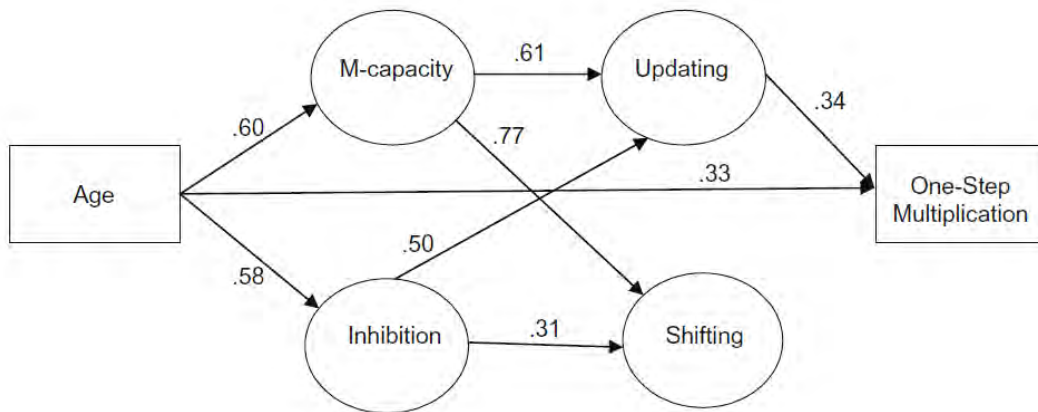 M-capacity
.61
Updating
.34
.60
.77
Age
.33
One-Step
Multiplication
.58
.50
Inhibition
.31
Shifting